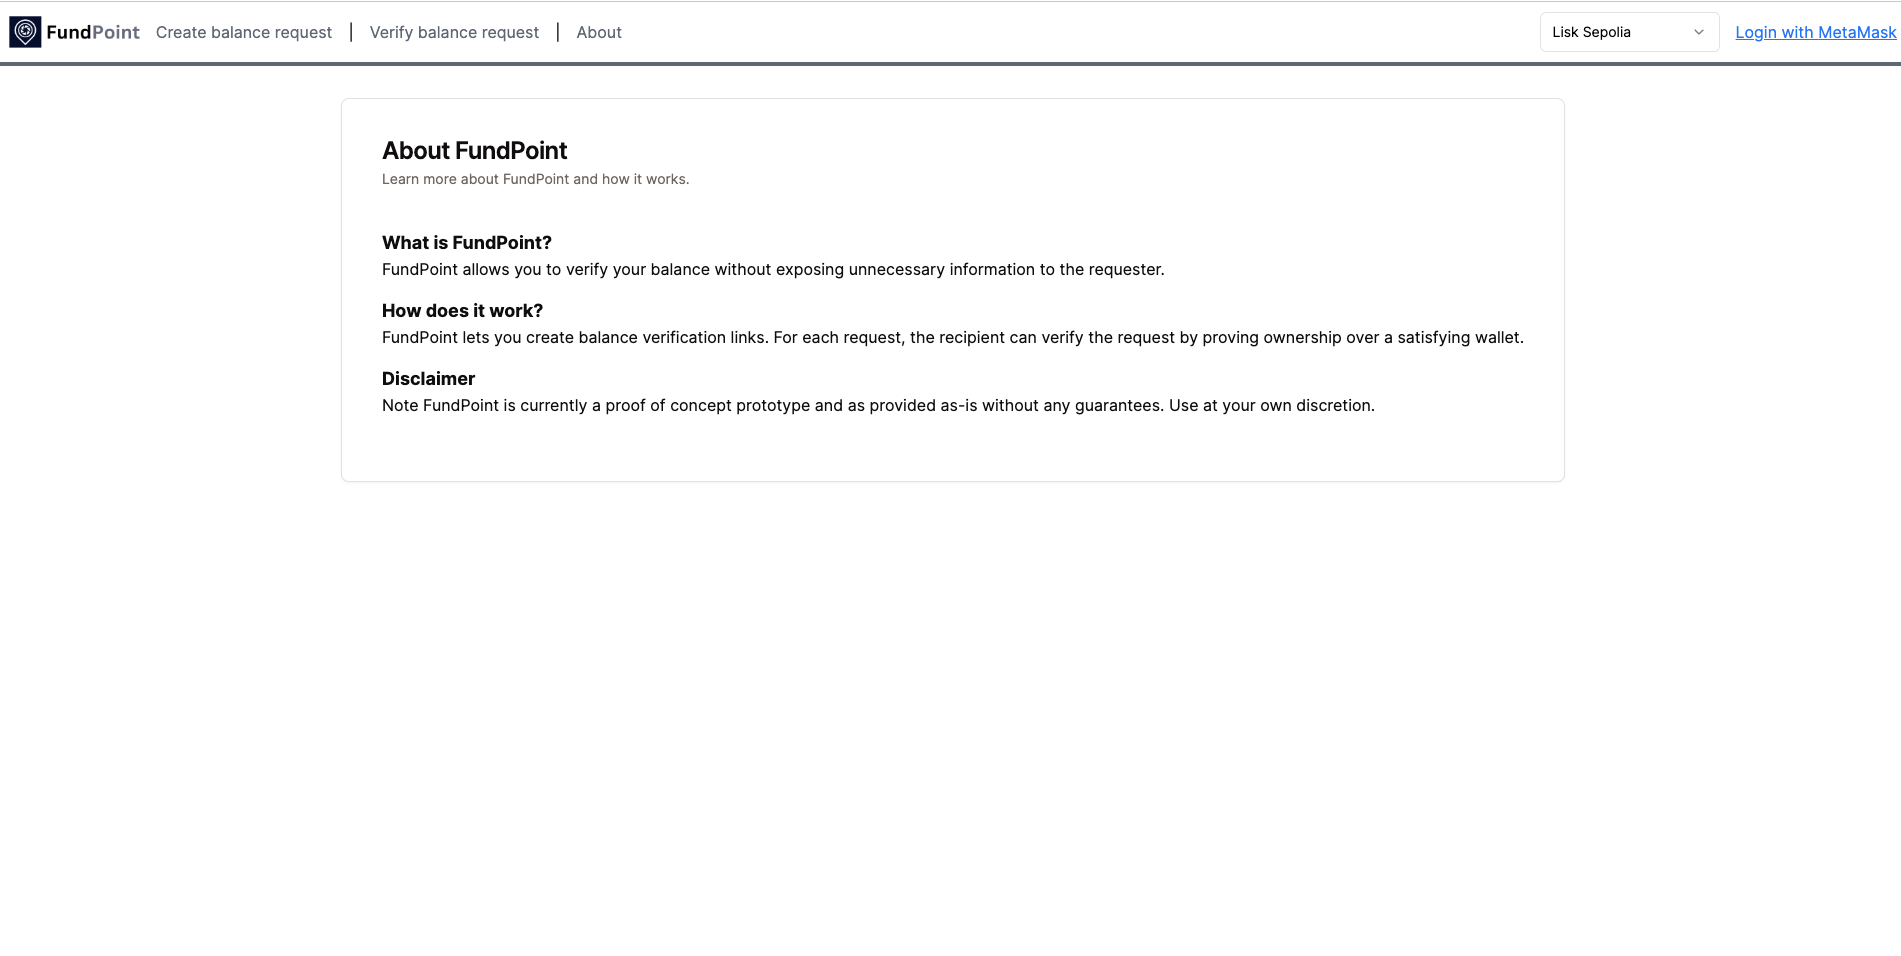 FundPoint Create balance request | Verify balance request | About Lisk Sepolia Login with MetaMask
About FundPoint
Learn more about FundPoint and how it works.
What is FundPoint?
FundPoint allows you to verify your balance without exposing unnecessary information to the requester.
How does it work?
FundPoint lets you create balance verification links. For each request, the recipient can verify the request by proving ownership over a satisfying wallet.
Disclaimer
Note FundPoint is currently a proof of concept prototype and as provided as-is without any guarantees. Use at your own discretion.